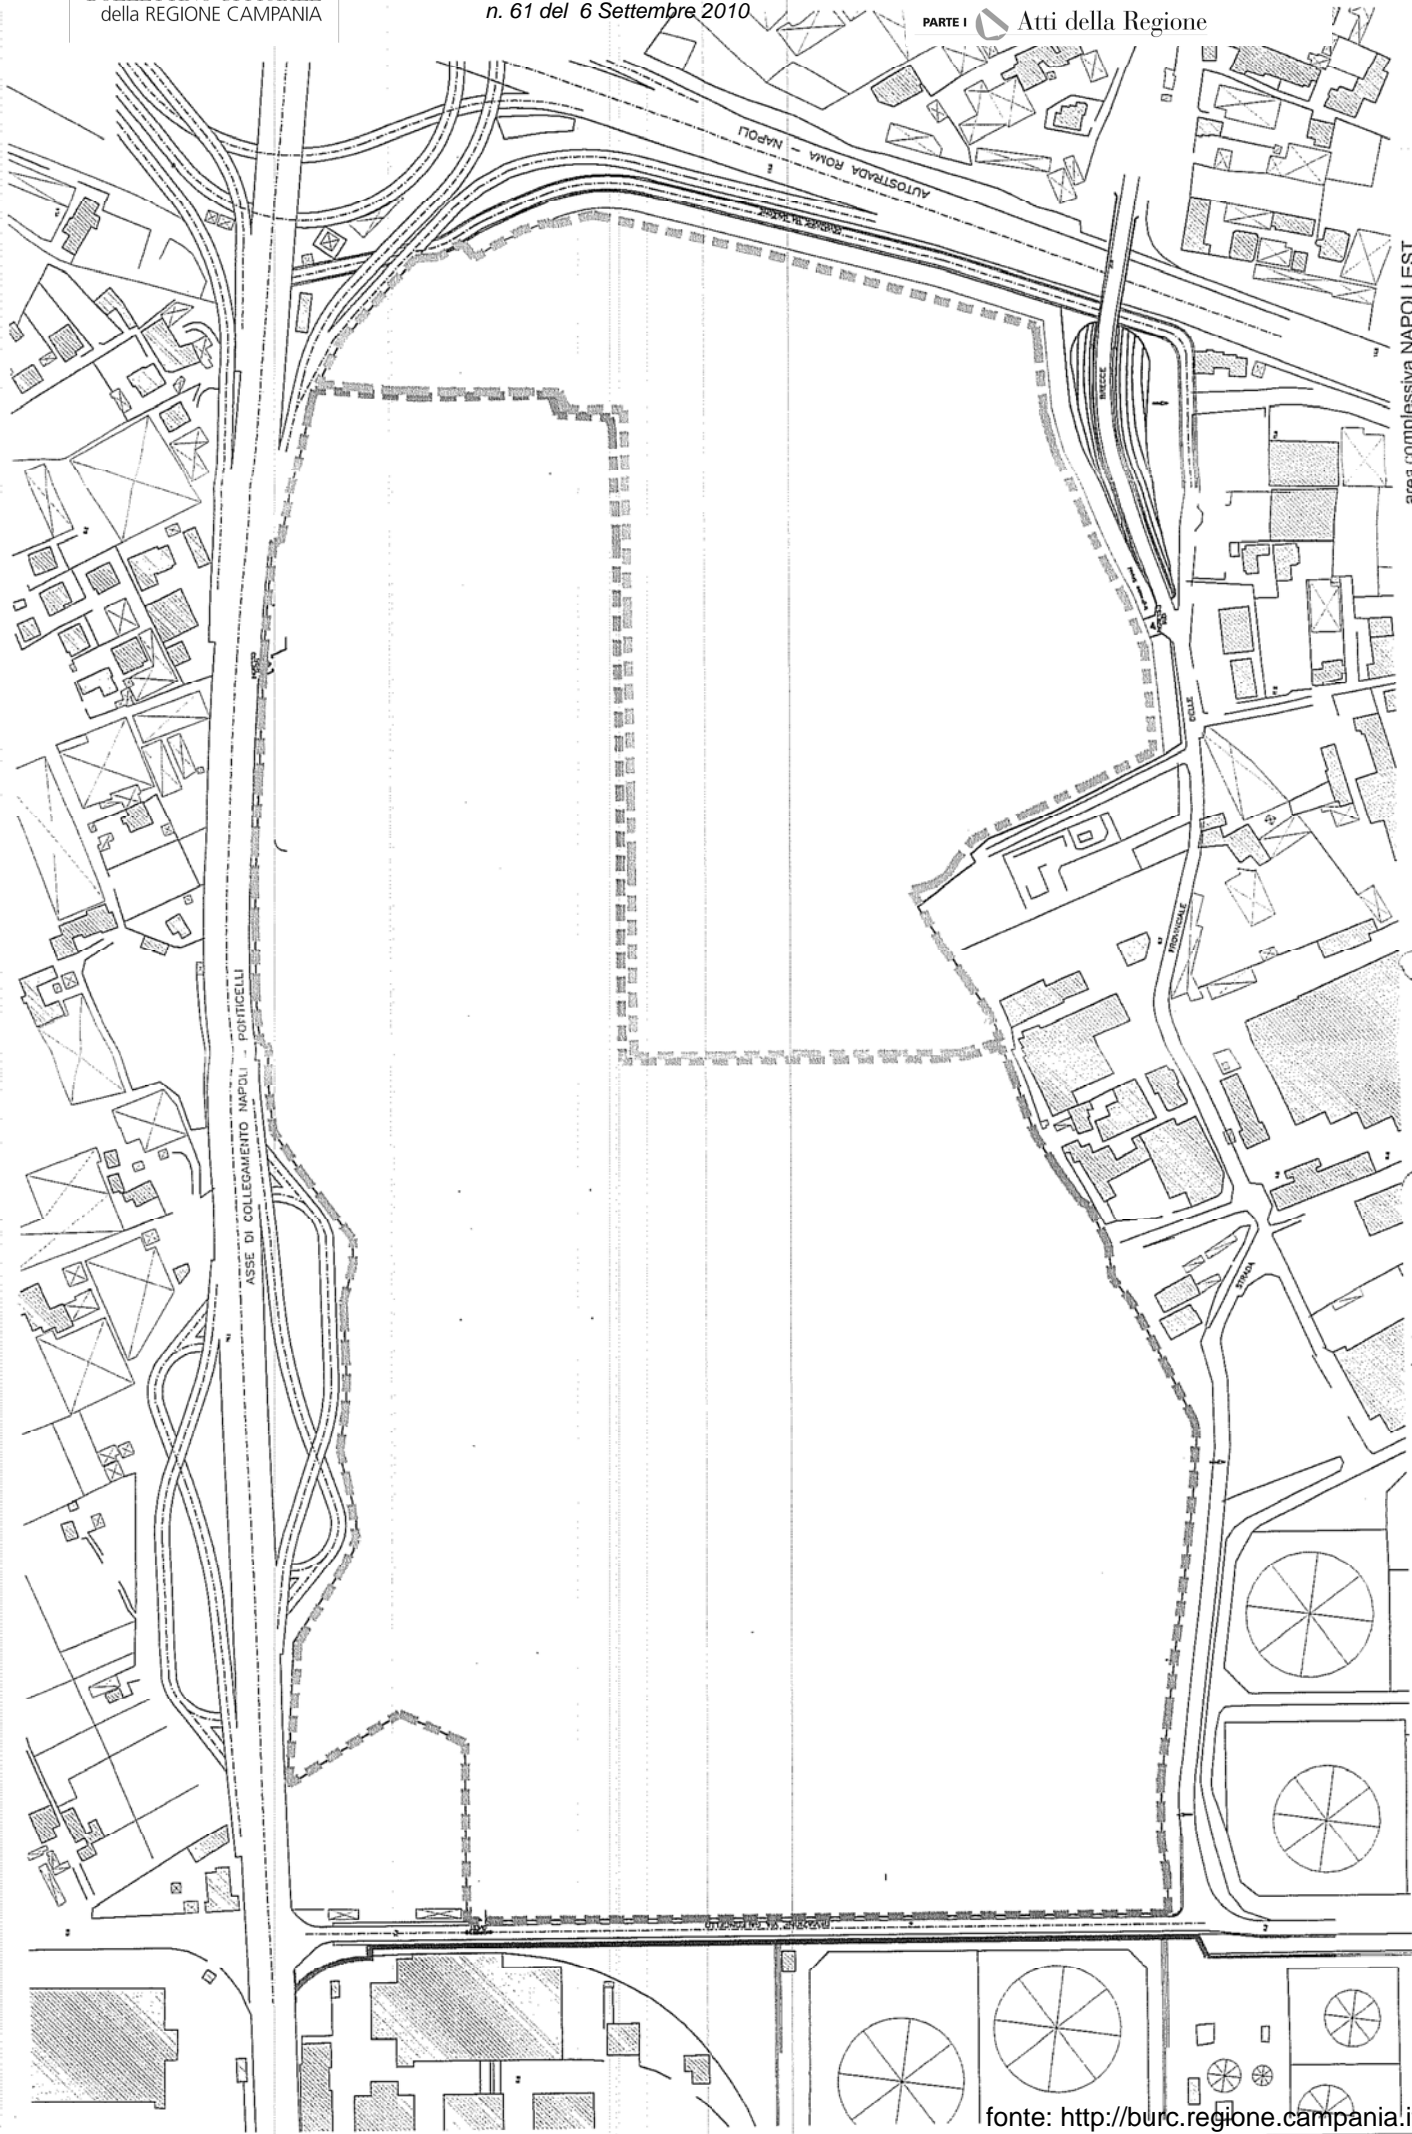 della REGIONE CAMPANIA
n. 61 del 6 Settembre 2010
PARTE I Atti della Regione
AUTOSTRADA ROMA - NAPOLI
area complessiva NAPOLI EST
BRECCE
DELLE
PROVINCIALE
STRADA
ASSE DI COLLEGAMENTO NAPOLI - PONTICELLI
fonte: http://burc.regione.campania.i